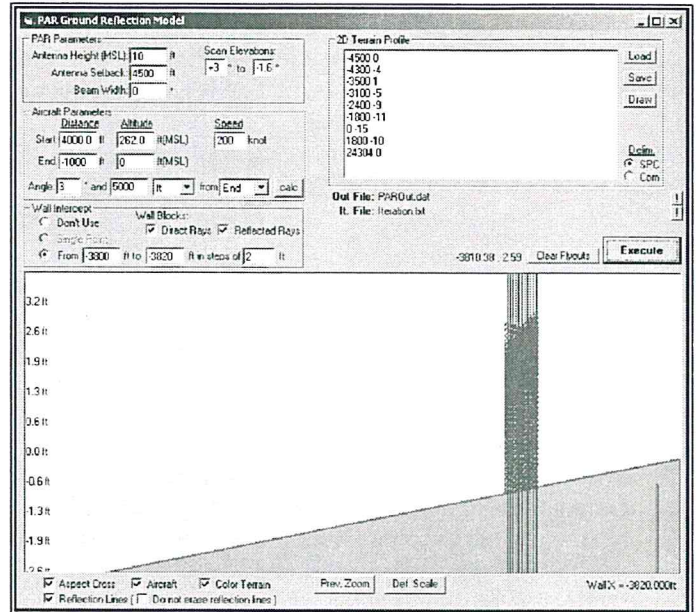 PAR Ground Reflection Model
PAR Parameters
Antenna Height (MSL): 10 ft
Antenna Setback: 4500 ft
Beam Width: 0 °
Scan Elevations:
+3 ° to -1.6 °
Aircraft Parameters
Distance Altitude Speed
Start: 4000.0 ft 262.0 ft(MSL) 200 knot
End: -1000 ft 0 ft(MSL)
Angle: 3 ° and 5000 ft from End calc
Wall Intercept
Don't Use
Single Point
From -3800 ft to -3820 ft in steps of 2 ft
Wall Blocks:
Direct Rays Reflected Rays
2D Terrain Profile
-4500 0
-4300 -4
-3500 1
-3100 -5
-2400 -9
-1800 -11
0 -15
1800 -10
24304 0
Load
Save
Draw
Delim.
SPC
Com
Out File: PAROut.dat !
It. File: Iteration.txt !
-3810.38 , 2.59 Clear Flyouts Execute
3.2 ft
2.6 ft
1.9 ft
1.3 ft
0.6 ft
0.0 ft
-0.6 ft
-1.3 ft
-1.9 ft
-2.6 ft
Aspect Cross Aircraft Color Terrain Prev. Zoom Def. Scale Wall X = -3820.000ft
Reflection Lines [ Do not erase reflection lines ]